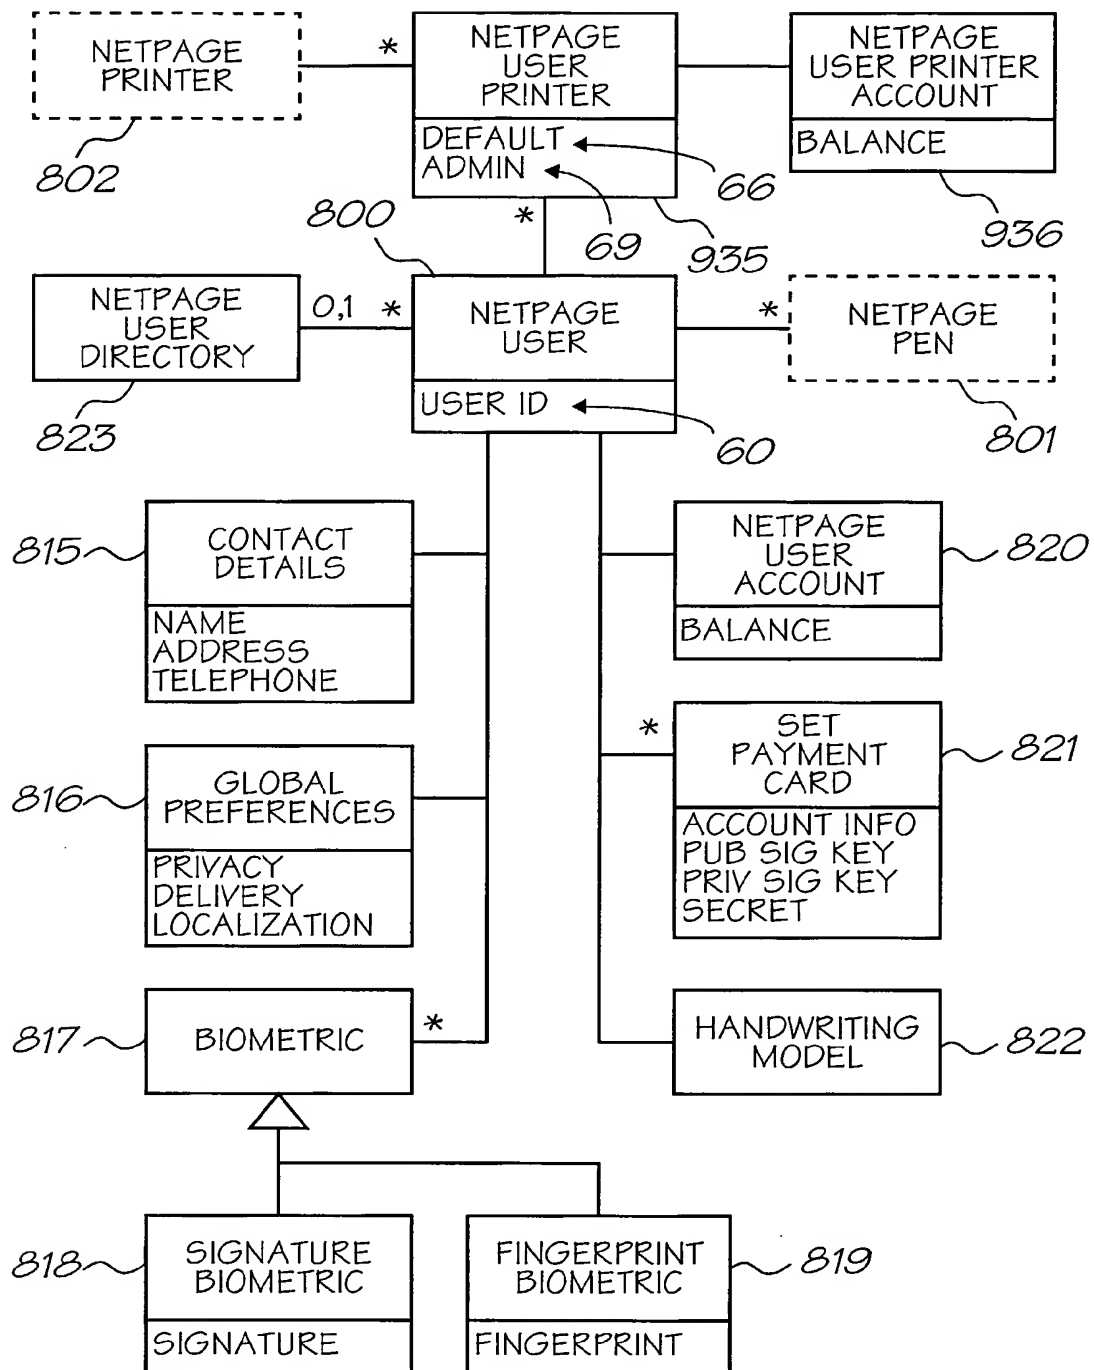 NETPAGE
PRINTER
802
*
NETPAGE
USER
PRINTER
DEFAULT
ADMIN
66
69
935
*
NETPAGE
USER PRINTER
ACCOUNT
BALANCE
936
800
NETPAGE
USER
DIRECTORY
823
0,1 *
NETPAGE
USER
USER ID
60
*
NETPAGE
PEN
801
815
CONTACT
DETAILS
NAME
ADDRESS
TELEPHONE
NETPAGE
USER
ACCOUNT
BALANCE
820
816
GLOBAL
PREFERENCES
PRIVACY
DELIVERY
LOCALIZATION
*
SET
PAYMENT
CARD
ACCOUNT INFO
PUB SIG KEY
PRIV SIG KEY
SECRET
821
817
BIOMETRIC
*
HANDWRITING
MODEL
822
818
SIGNATURE
BIOMETRIC
SIGNATURE
FINGERPRINT
BIOMETRIC
FINGERPRINT
819